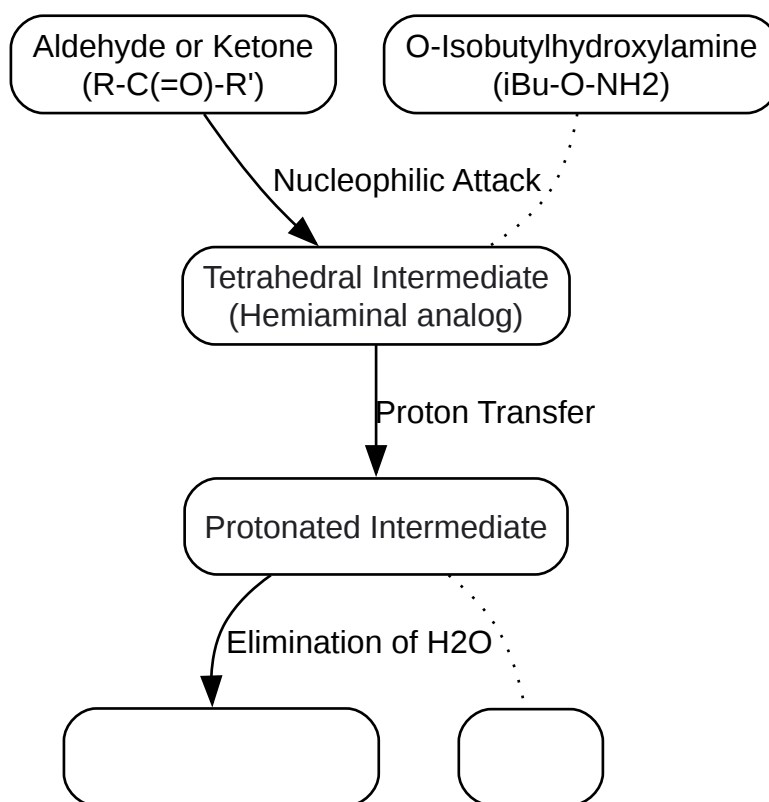 Aldehyde or Ketone
(R-C(=O)-R')
O-Isobutylhydroxylamine
(iBu-O-NH2)
Nucleophilic Attack
Tetrahedral Intermediate
(Hemiaminal analog)
Proton Transfer
Protonated Intermediate
Elimination of H2O